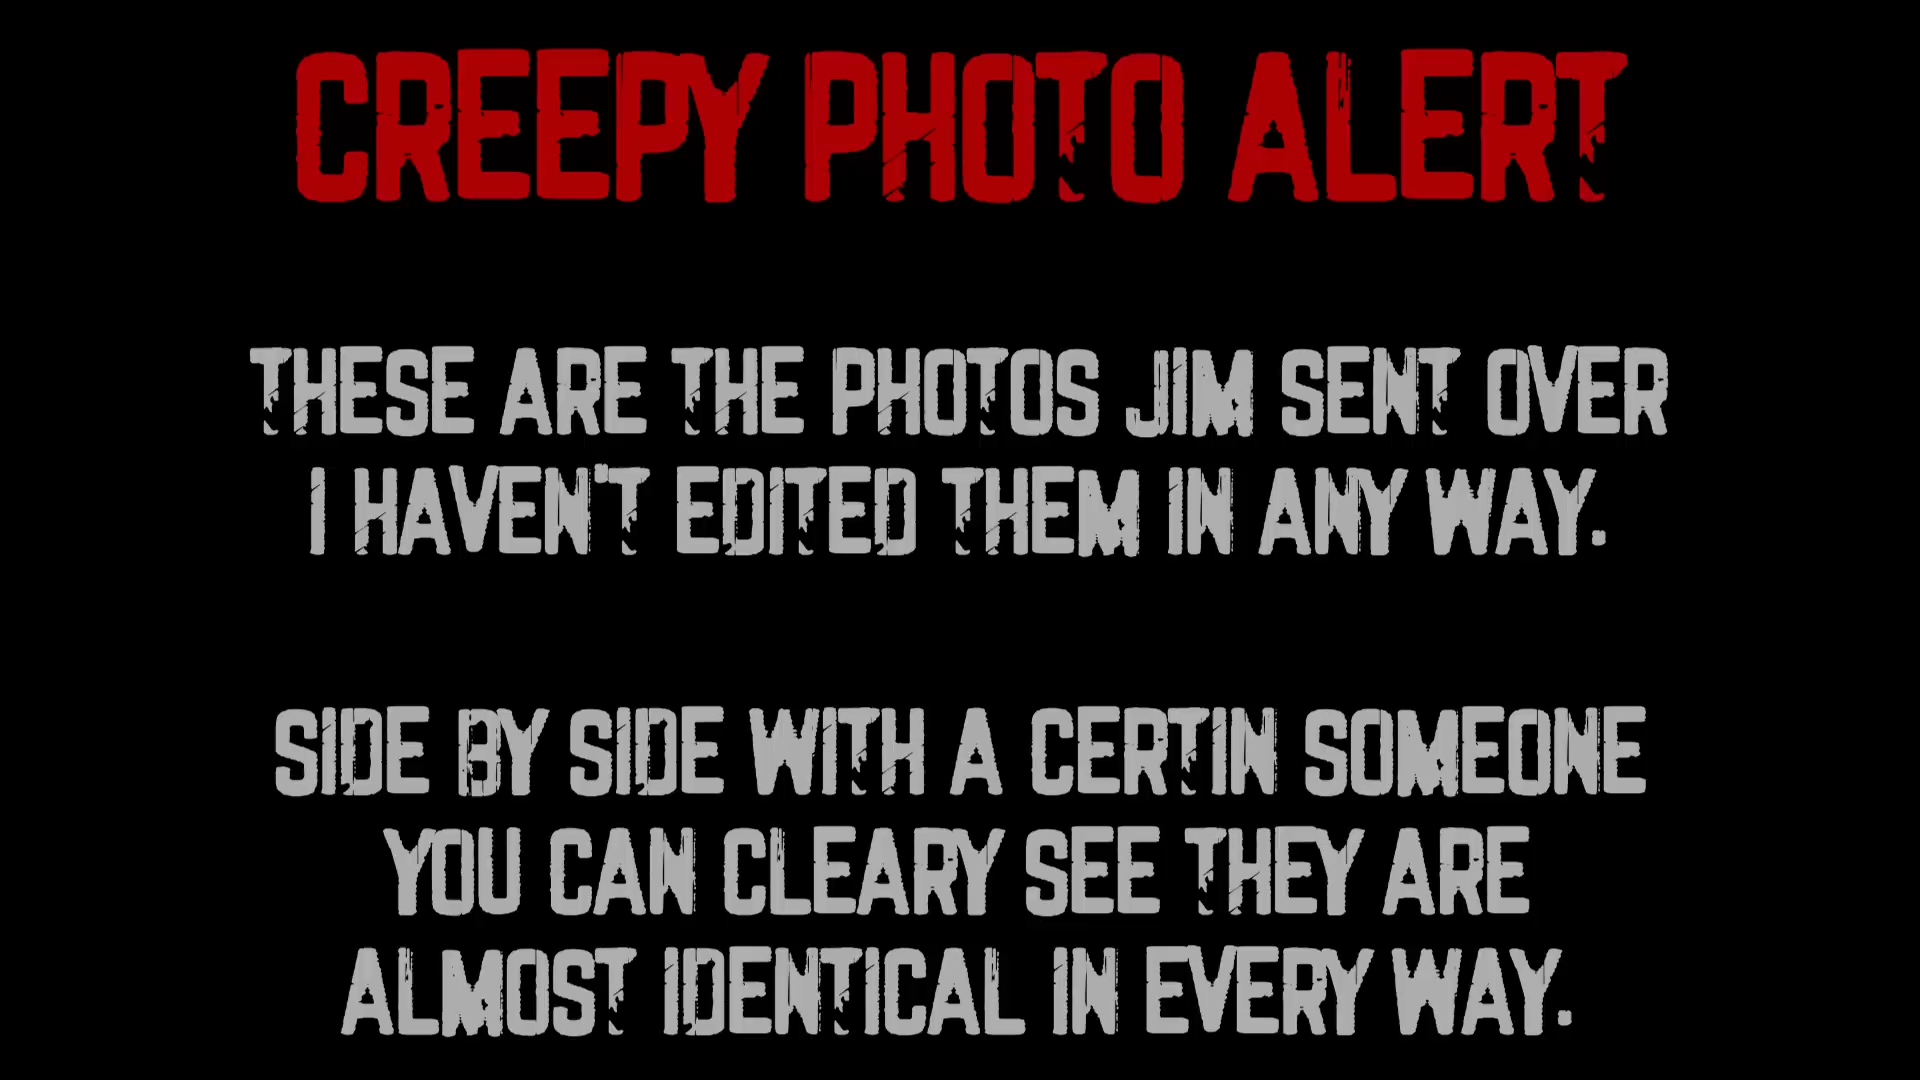 CREEPY PHOTO ALERT
THESE ARE THE PHOTOS JIM SENT OVER
I HAVEN'T EDITED THEM IN ANY WAY.
SIDE BY SIDE WITH A CERTIN SOMEONE
YOU CAN CLEARY SEE THEY ARE
ALMOST IDENTICAL IN EVERY WAY.